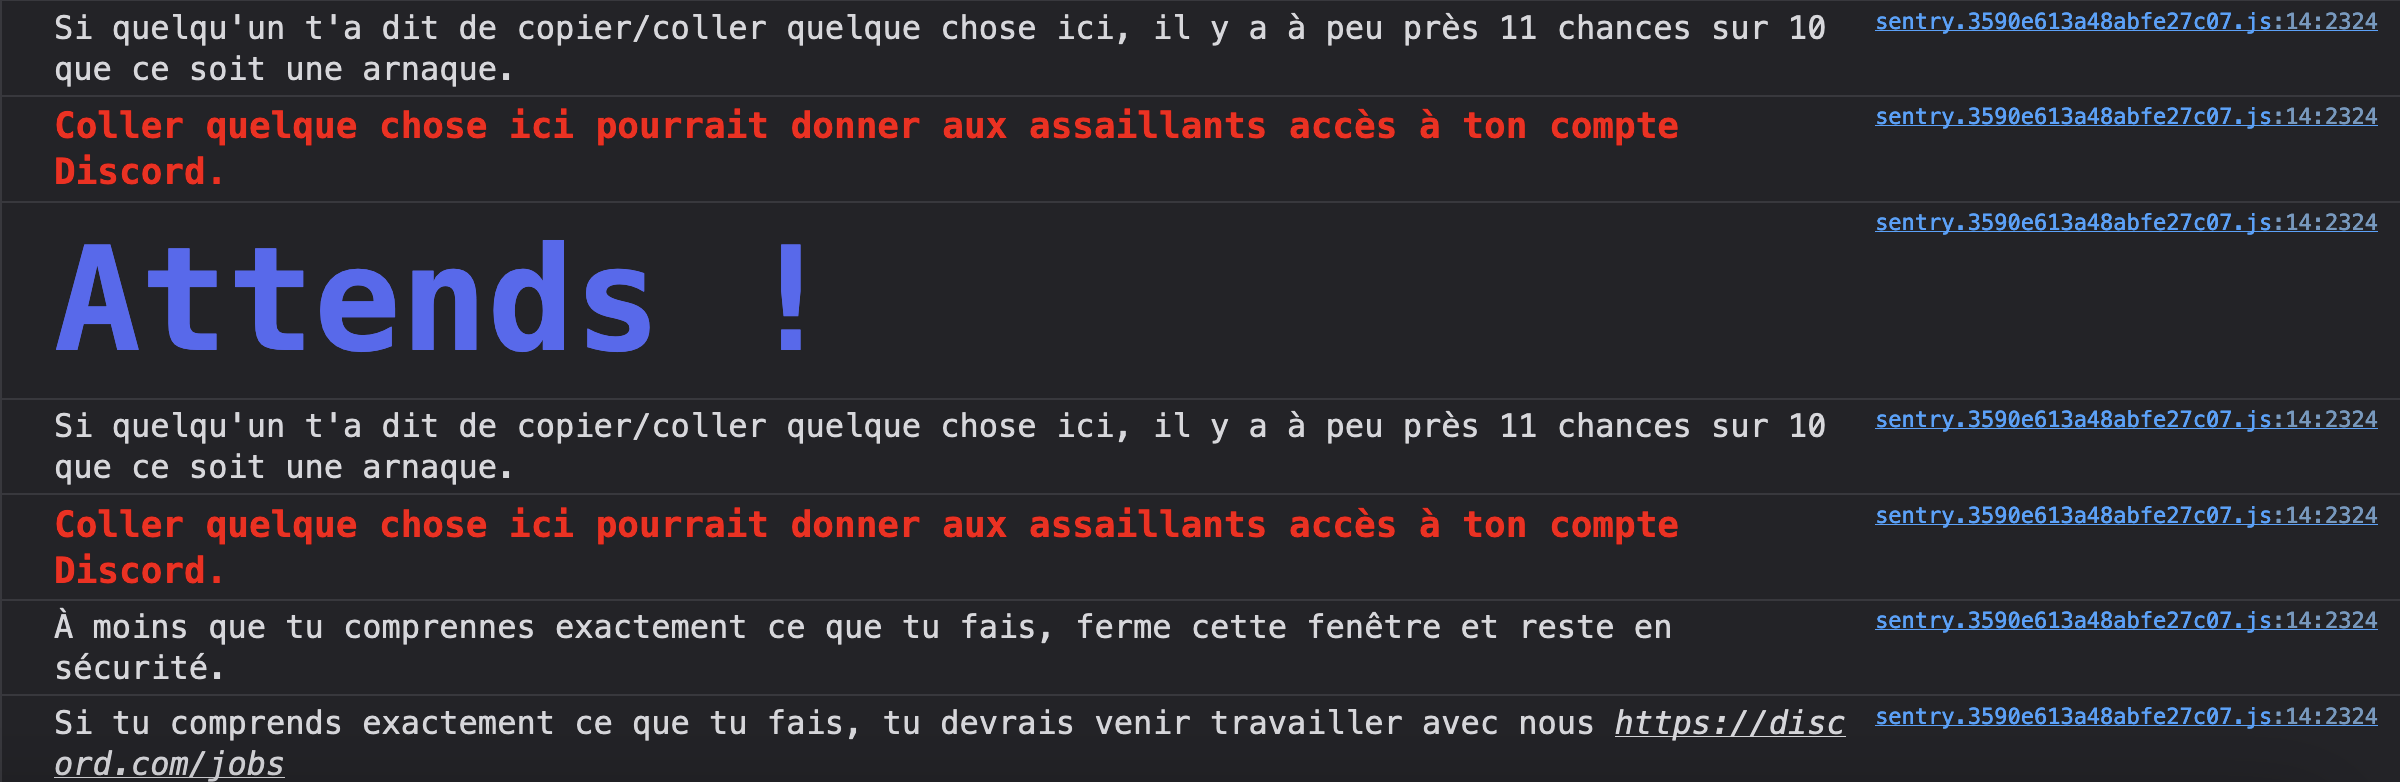 Si quelqu'un t'a dit de copier/coller quelque chose ici, il y a à peu près 11 chances sur 10 sentry.3590e613a48abfe27c07.js:14:2324
que ce soit une arnaque.
Coller quelque chose ici pourrait donner aux assaillants accès à ton compte sentry.3590e613a48abfe27c07.js:14:2324
Discord.
sentry.3590e613a48abfe27c07.js:14:2324
Attends !
Si quelqu'un t'a dit de copier/coller quelque chose ici, il y a à peu près 11 chances sur 10 sentry.3590e613a48abfe27c07.js:14:2324
que ce soit une arnaque.
Coller quelque chose ici pourrait donner aux assaillants accès à ton compte sentry.3590e613a48abfe27c07.js:14:2324
Discord.
À moins que tu comprennes exactement ce que tu fais, ferme cette fenêtre et reste en sentry.3590e613a48abfe27c07.js:14:2324
sécurité.
Si tu comprends exactement ce que tu fais, tu devrais venir travailler avec nous https://disc sentry.3590e613a48abfe27c07.js:14:2324
ord.com/jobs